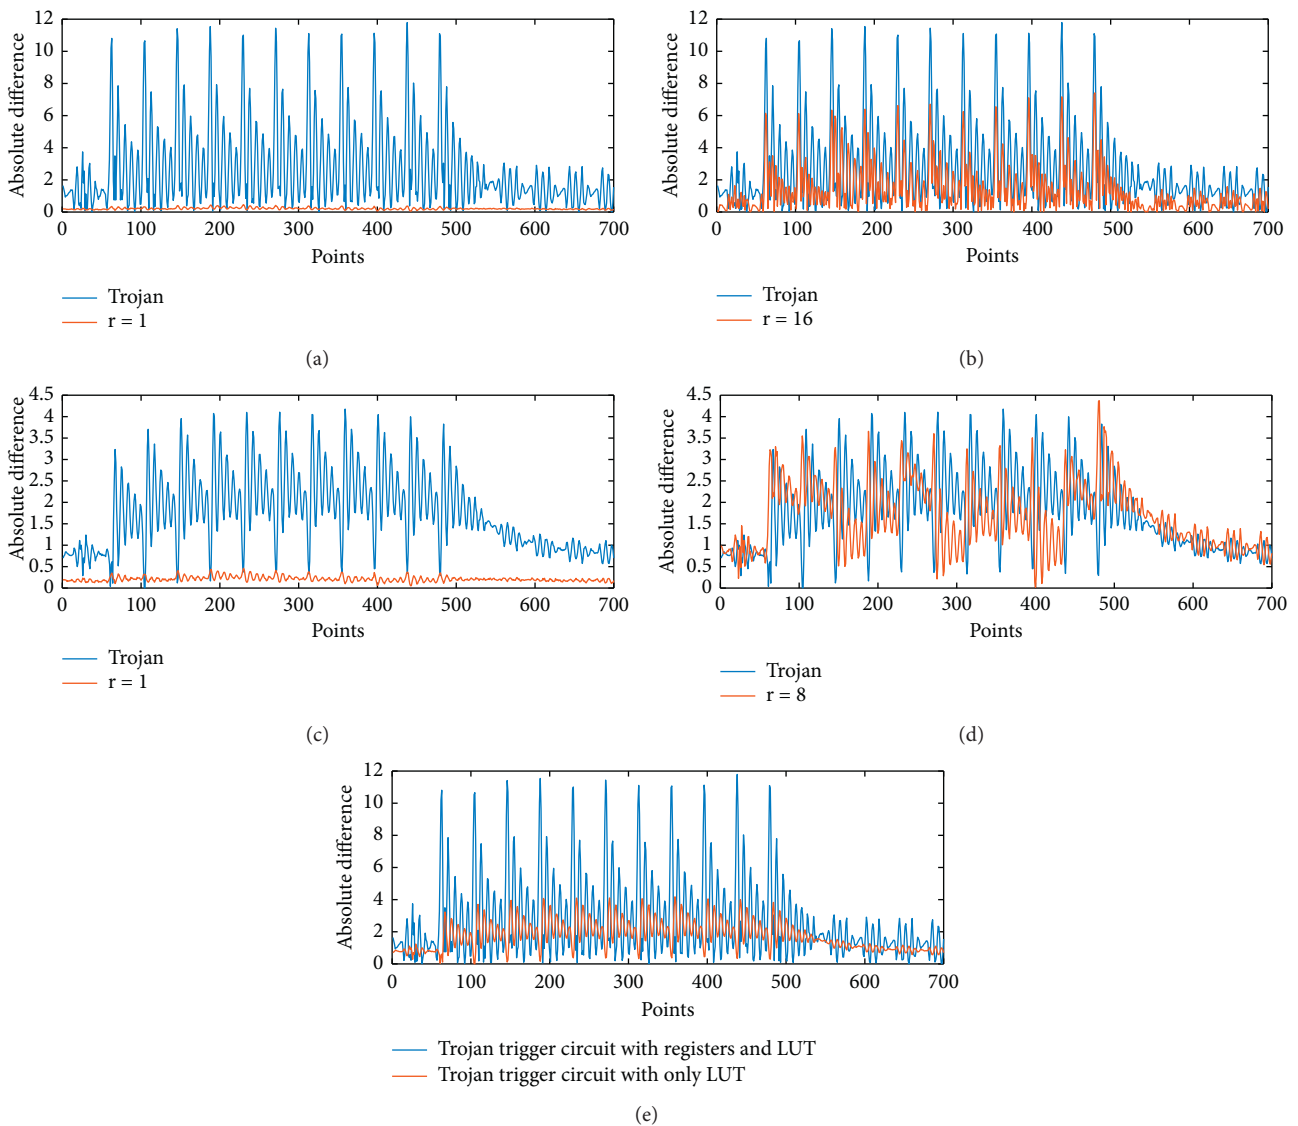 Absolute difference
12
10
8
6
4
2
0
0 100 200 300 400 500 600 700
Points
Trojan
r = 1
(a)
Absolute difference
12
10
8
6
4
2
0
0 100 200 300 400 500 600 700
Points
Trojan
r = 16
(b)
Absolute difference
4.5
4
3.5
3
2.5
2
1.5
1
0.5
0
0 100 200 300 400 500 600 700
Points
Trojan
r = 1
(c)
Absolute difference
4.5
4
3.5
3
2.5
2
1.5
1
0.5
0
0 100 200 300 400 500 600 700
Points
Trojan
r = 8
(d)
Absolute difference
12
10
8
6
4
2
0
0 100 200 300 400 500 600 700
Points
Trojan trigger circuit with registers and LUT
Trojan trigger circuit with only LUT
(e)